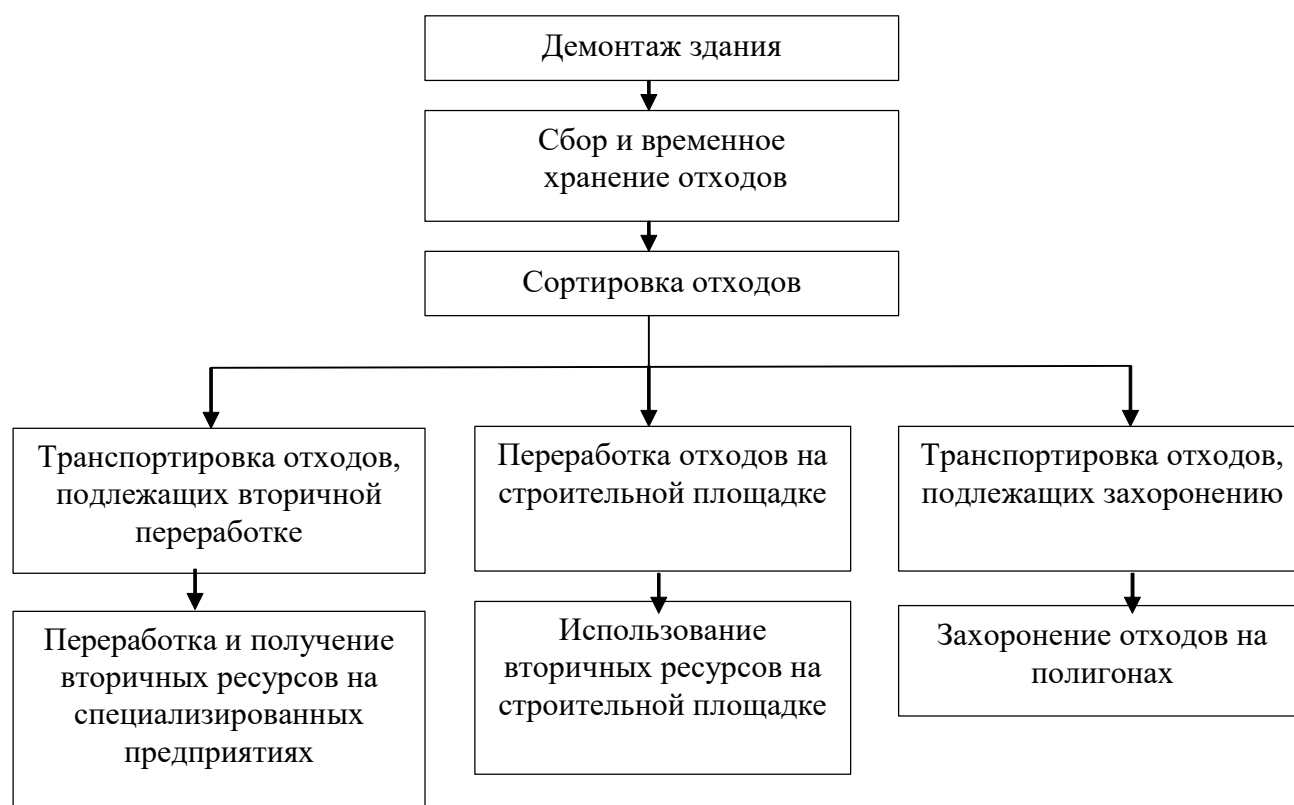 Демонтаж здания
Сбор и временное
хранение отходов
Сортировка отходов
Транспортировка отходов,
подлежащих вторичной
переработке
Переработка отходов на
строительной площадке
Транспортировка отходов,
подлежащих захоронению
Переработка и получение
вторичных ресурсов на
специализированных
предприятиях
Использование
вторичных ресурсов на
строительной площадке
Захоронение отходов на
полигонах